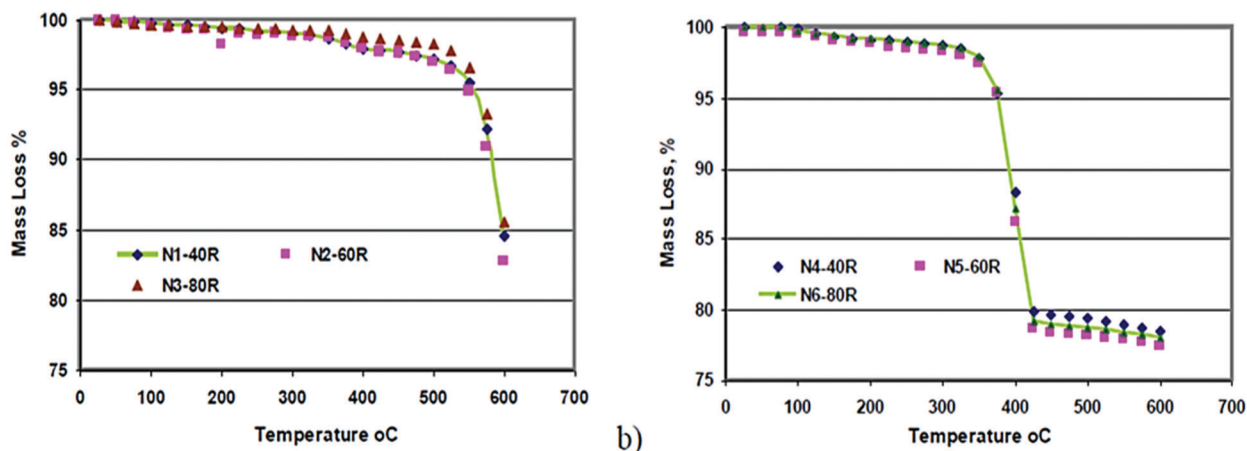 Mass Loss %
100
95
90
85
80
75
0 100 200 300 400 500 600 700
Temperature oC
N1-40R N2-60R
N3-80R
b)
Mass Loss, %
100
95
90
85
80
75
0 100 200 300 400 500 600 700
Temperature oC
N4-40R N5-60R
N6-80R